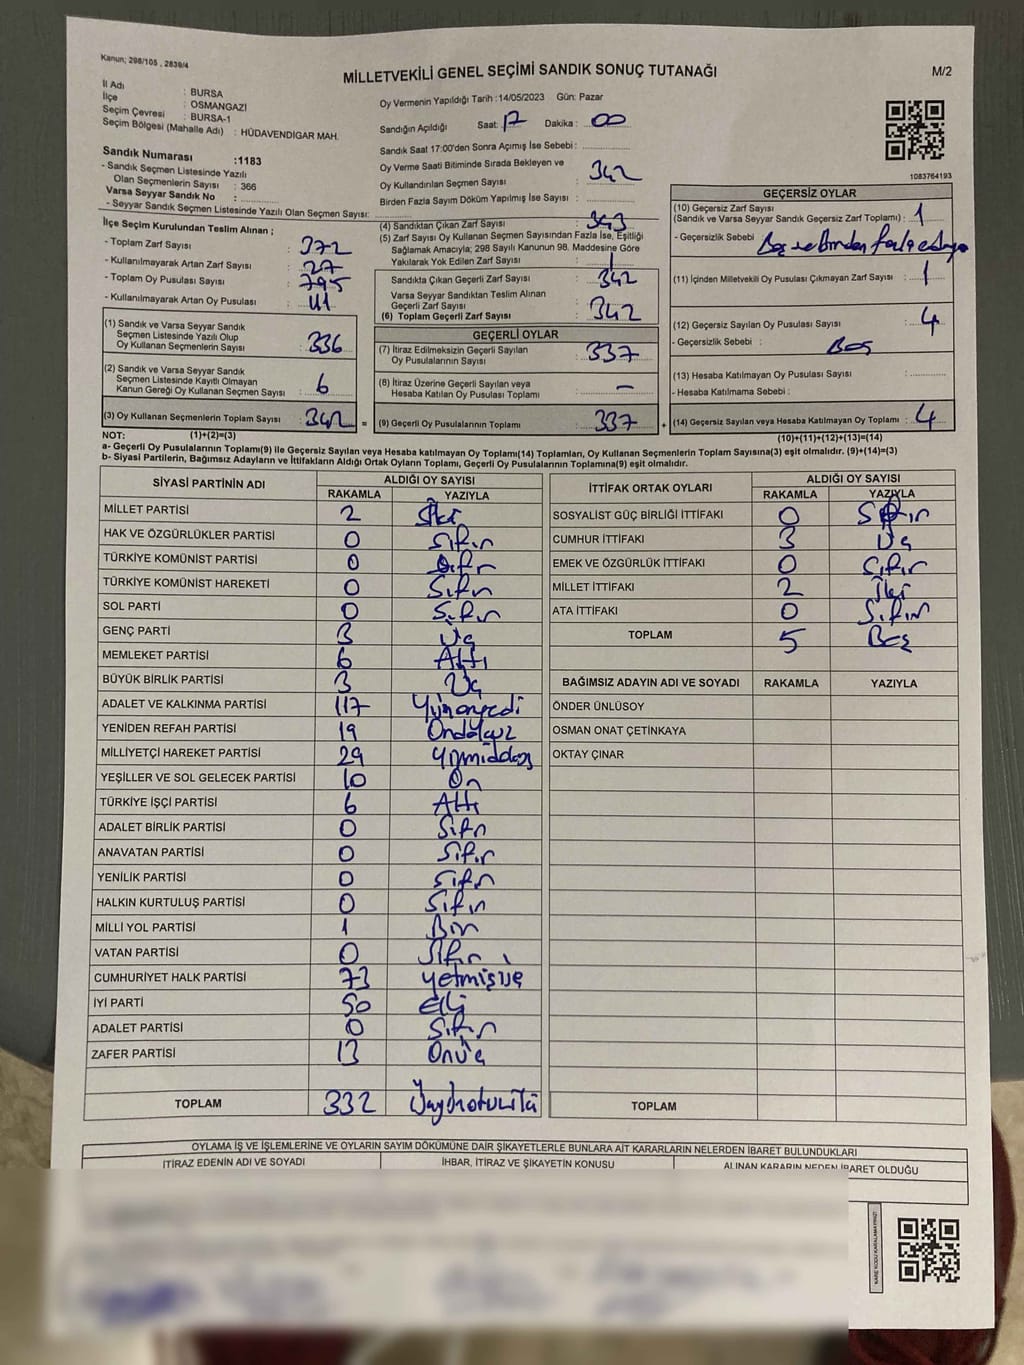 Kanun; 298/105 , 2839/4
MİLLETVEKİLİ GENEL SEÇİMİ SANDIK SONUÇ TUTANAĞI
M/2
İl Adı : BURSA
İlçe : OSMANGAZİ
Seçim Çevresi : BURSA-1
Seçim Bölgesi (Mahalle Adı) : HÜDAVENDİGAR MAH.
Sandık Numarası :1183
- Sandık Seçmen Listesinde Yazılı
Olan Seçmenlerin Sayısı : 366
Varsa Seyyar Sandık No :
- Seyyar Sandık Seçmen Listesinde Yazılı Olan Seçmen Sayısı:
İlçe Seçim Kurulundan Teslim Alınan ;
- Toplam Zarf Sayısı : 372
- Kullanılmayarak Artan Zarf Sayısı : 27
- Toplam Oy Pusulası Sayısı : 795
- Kullanılmayarak Artan Oy Pusulası :
(1) Sandık ve Varsa Seyyar Sandık
Seçmen Listesinde Yazılı Olup
Oy Kullanan Seçmenlerin Sayısı : 336
(2) Sandık ve Varsa Seyyar Sandık
Seçmen Listesinde Kayıtlı Olmayan
Kanun Gereği Oy Kullanan Seçmen Sayısı : 6
(3) Oy Kullanan Seçmenlerin Toplam Sayısı : 342
(1)+(2)=(3)
Oy Vermenin Yapıldığı Tarih :14/05/2023 Gün: Pazar
Sandığın Açıldığı Saat: 17 Dakika : 00
Sandık Saat 17:00'den Sonra Açımış İse Sebebi :
Oy Verme Saati Bitiminde Sırada Bekleyen ve
Oy Kullandırılan Seçmen Sayısı : 342
Birden Fazla Sayım Döküm Yapılmış İse Sayısı :
(4) Sandıktan Çıkan Zarf Sayısı : 343
(5) Zarf Sayısı Oy Kullanan Seçmen Sayısından Fazla İse, Eşitliği
Sağlamak Amacıyla; 298 Sayılı Kanunun 98. Maddesine Göre
Yakılarak Yok Edilen Zarf Sayısı : 1
Sandıkta Çıkan Geçerli Zarf Sayısı : 342
Varsa Seyyar Sandıktan Teslim Alınan
Geçerli Zarf Sayısı :
(6) Toplam Geçerli Zarf Sayısı : 342
GEÇERLİ OYLAR
(7) İtiraz Edilmeksizin Geçerli Sayılan
Oy Pusulalarının Sayısı : 337
(8) İtiraz Üzerine Geçerli Sayılan veya
Hesaba Katılan Oy Pusulası Toplamı : –
= (9) Geçerli Oy Pusulalarının Toplamı : 337
1083764193
GEÇERSİZ OYLAR
(10) Geçersiz Zarf Sayısı
(Sandık ve Varsa Seyyar Sandık Geçersiz Zarf Toplamı) : 1
- Geçersizlik Sebebi : Boş ve birden fazla
(11) İçinden Milletvekili Oy Pusulası Çıkmayan Zarf Sayısı : 1
(12) Geçersiz Sayılan Oy Pusulası Sayısı : 4
- Geçersizlik Sebebi : Boş
(13) Hesaba Katılmayan Oy Pusulası Sayısı :
- Hesaba Katılmama Sebebi :
+ (14) Geçersiz Sayılan veya Hesaba Katılmayan Oy Toplamı : 4
(10)+(11)+(12)+(13)=(14)
NOT:
a- Geçerli Oy Pusulalarının Toplamı(9) ile Geçersiz Sayılan veya Hesaba katılmayan Oy Toplamı(14) Toplamları, Oy Kullanan Seçmenlerin Toplam Sayısına(3) eşit olmalıdır. (9)+(14)=(3)
b- Siyasi Partilerin, Bağımsız Adayların ve İttifakların Aldığı Ortak Oyların Toplamı, Geçerli Oy Pusulalarının Toplamına(9) eşit olmalıdır.
SİYASİ PARTİNİN ADI ALDIĞI OY SAYISI
RAKAMLA YAZIYLA
MİLLET PARTİSİ 2 İki
HAK VE ÖZGÜRLÜKLER PARTİSİ 0 Sıfır
TÜRKİYE KOMÜNİST PARTİSİ 0 Sıfır
TÜRKİYE KOMÜNİST HAREKETİ 0 Sıfır
SOL PARTİ 0 Sıfır
GENÇ PARTİ 3 Üç
MEMLEKET PARTİSİ 6 Altı
BÜYÜK BİRLİK PARTİSİ 3 Üç
ADALET VE KALKINMA PARTİSİ 117 Yüzonyedi
YENİDEN REFAH PARTİSİ 19 Ondokuz
MİLLİYETÇİ HAREKET PARTİSİ 29 Yirmidokuz
YEŞİLLER VE SOL GELECEK PARTİSİ 10 On
TÜRKİYE İŞÇİ PARTİSİ 6 Altı
ADALET BİRLİK PARTİSİ 0 Sıfır
ANAVATAN PARTİSİ 0 Sıfır
YENİLİK PARTİSİ 0 Sıfır
HALKIN KURTULUŞ PARTİSİ 0 Sıfır
MİLLİ YOL PARTİSİ 1 Bir
VATAN PARTİSİ 0 Sıfır
CUMHURİYET HALK PARTİSİ 73 yetmişüç
İYİ PARTİ 50 elli
ADALET PARTİSİ 0 Sıfır
ZAFER PARTİSİ 13 Onüç
TOPLAM 332 Üçyüzotuziki
İTTİFAK ORTAK OYLARI ALDIĞI OY SAYISI
RAKAMLA YAZIYLA
SOSYALİST GÜÇ BİRLİĞİ İTTİFAKI 0 Sıfır
CUMHUR İTTİFAKI 3 Üç
EMEK VE ÖZGÜRLÜK İTTİFAKI 0 Sıfır
MİLLET İTTİFAKI 2 İki
ATA İTTİFAKI 0 Sıfır
TOPLAM 5 Beş
BAĞIMSIZ ADAYIN ADI VE SOYADI RAKAMLA YAZIYLA
ÖNDER ÜNLÜSOY
OSMAN ONAT ÇETİNKAYA
OKTAY ÇINAR
TOPLAM
OYLAMA İŞ VE İŞLEMLERİNE VE OYLARIN SAYIM DÖKÜMÜNE DAİR ŞİKAYETLERLE BUNLARA AİT KARARLARIN NELERDEN İBARET BULUNDUKLARI
İTİRAZ EDENİN ADI VE SOYADI İHBAR, İTİRAZ VE ŞİKAYETİN KONUSU ALINAN KARARIN NEDEN İBARET OLDUĞU
KARE KODU KARALAMAYINIZ!